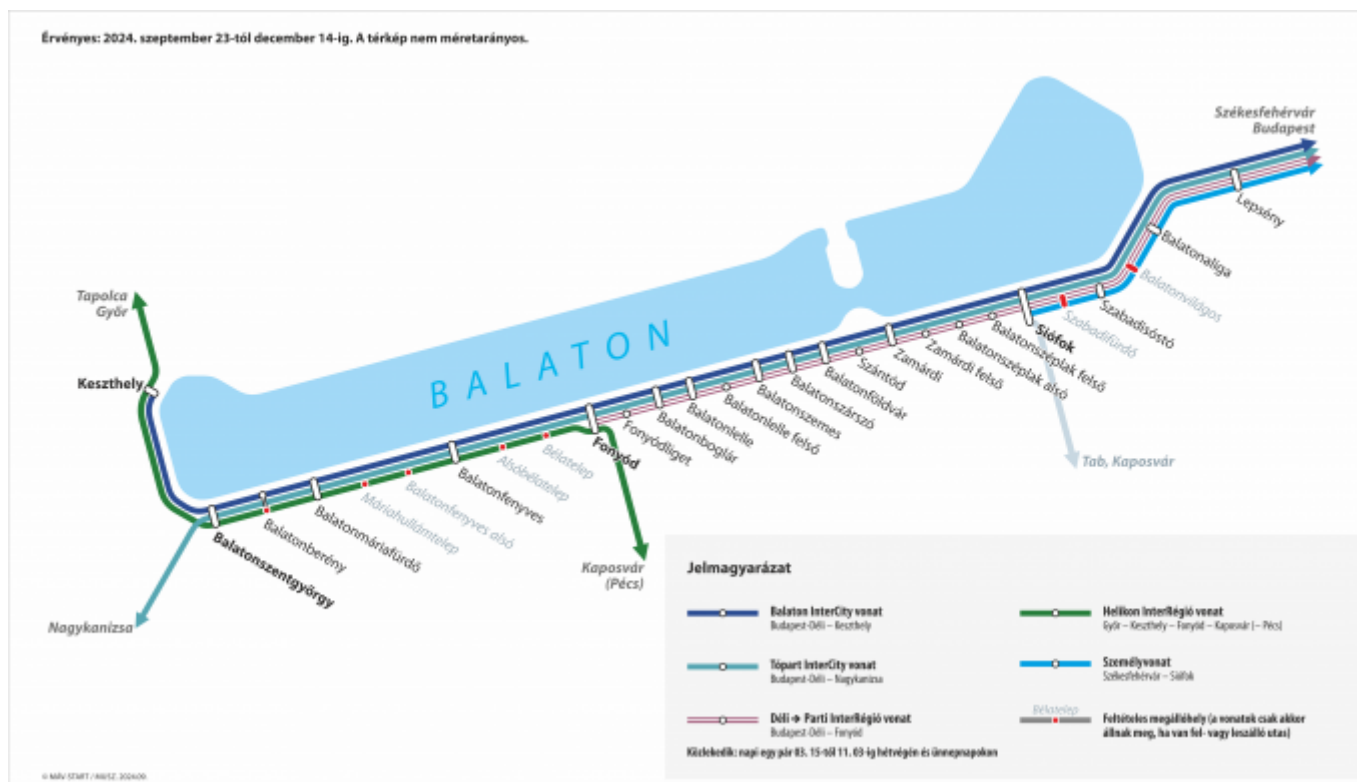 Érvényes: 2024. szeptember 23-tól december 14-ig. A térkép nem méretarányos.
Székesfehérvár
Budapest
Lepsény
Balatonaliga
Balatonvilágos
Szabadisóstó
Szabadifürdő
Siófok
Balatonszéplak felső
Balatonszéplak alsó
Zamárdi felső
Zamárdi
Szántód
Balatonföldvár
Balatonszárszó
Balatonszemes
Balatonlelle felső
Balatonlelle
Balatonboglár
Fonyódliget
Fonyód
Bélatelep
Alsóbélatelep
Balatonfenyves
Balatonfenyves alsó
Máriahullámtelep
Balatonmáriafürdő
Balatonberény
Balatonszentgyörgy
BALATON
Tapolca
Győr
Keszthely
Nagykanizsa
Kaposvár
(Pécs)
Tab, Kaposvár
Jelmagyarázat
Balaton InterCity vonat
Budapest-Déli – Keszthely
Tópart InterCity vonat
Budapest-Déli – Nagykanizsa
Déli → Parti InterRégió vonat
Budapest-Déli – Fonyód
Közlekedik: napi egy pár 03. 15-től 11. 03-ig hétvégén és ünnepnapokon
Helikon InterRégió vonat
Győr – Keszthely – Fonyód – Kaposvár (– Pécs)
Személyvonat
Székesfehérvár – Siófok
Bélatelep
Feltételes megállóhely (a vonatok csak akkor
állnak meg, ha van fel- vagy leszálló utas)
© MÁV-START